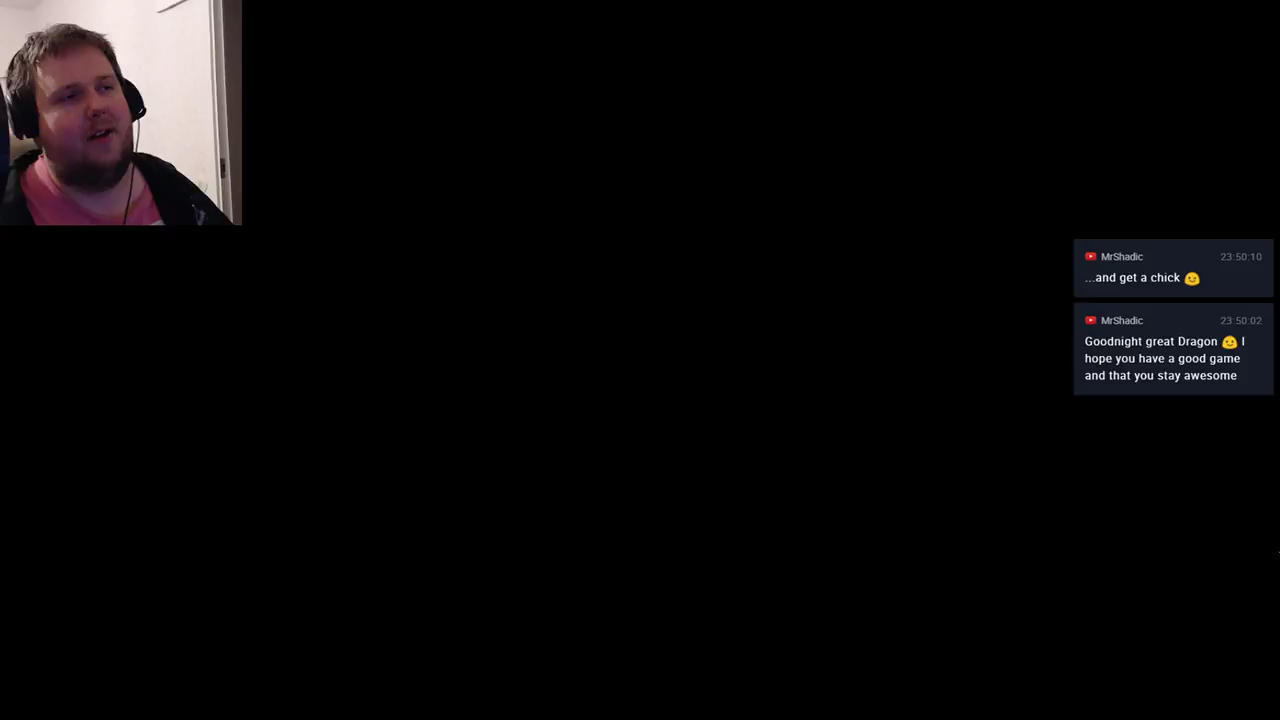 MrShadic 23:50:10
...and get a chick 🙂
MrShadic 23:50:02
Goodnight great Dragon 🙂 I
hope you have a good game
and that you stay awesome